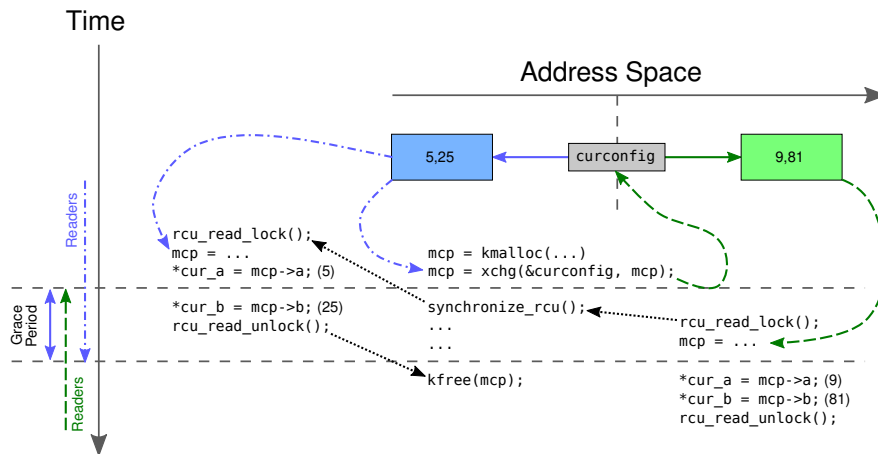 Time
Address Space
5,25
curconfig
9,81
Readers
rcu_read_lock();
mcp = ...
*cur_a = mcp->a; (5)
mcp = kmalloc(...)
mcp = xchg(&curconfig, mcp);
Grace
Period
*cur_b = mcp->b; (25)
rcu_read_unlock();
synchronize_rcu();
...
...
rcu_read_lock();
mcp = ...
Readers
kfree(mcp);
*cur_a = mcp->a; (9)
*cur_b = mcp->b; (81)
rcu_read_unlock();